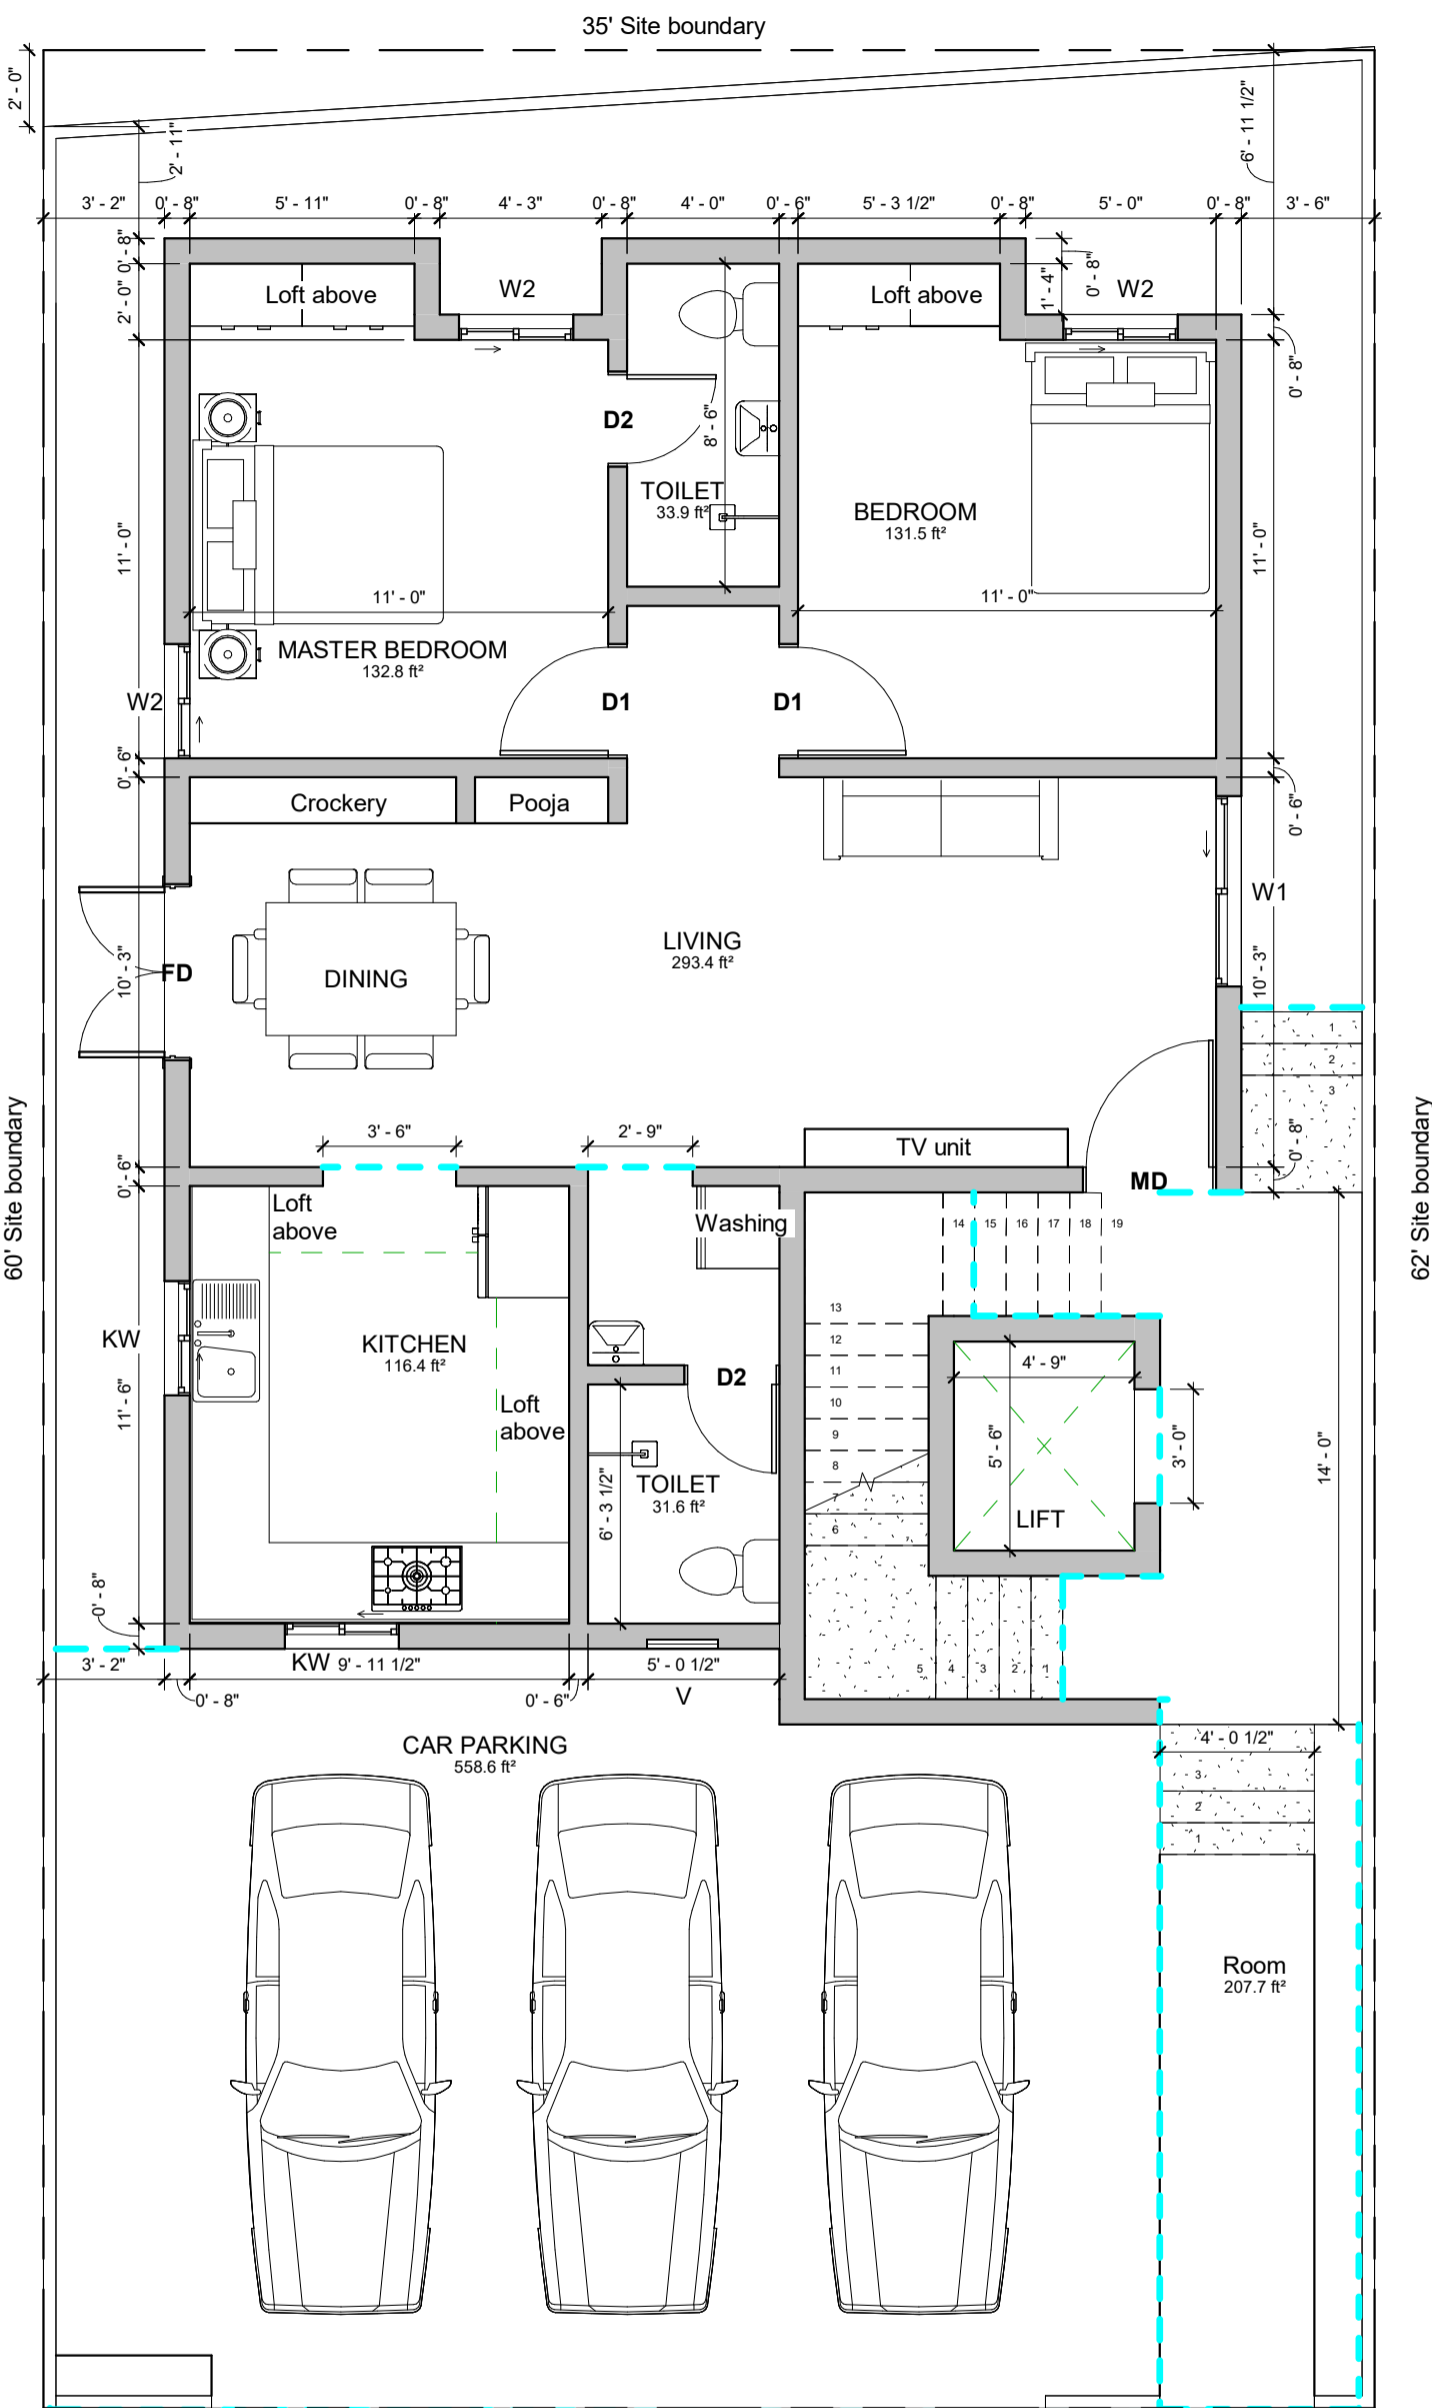 35' Site boundary
2' - 0"
2' - 11"
6' - 11 1/2"
3' - 2"
0' - 8"
5' - 11"
0' - 8"
4' - 3"
0' - 8"
4' - 0"
0' - 6"
5' - 3 1/2"
0' - 8"
5' - 0"
0' - 8"
3' - 6"
0' - 8"
2' - 0"
Loft above
W2
Loft above
1' - 4"
0' - 8"
W2
0' - 8"
D2
8' - 6"
TOILET
33.9 ft²
BEDROOM
131.5 ft²
11' - 0"
11' - 0"
11' - 0"
11' - 0"
MASTER BEDROOM
132.8 ft²
W2
D1
D1
0' - 6"
Crockery
Pooja
0' - 6"
W1
LIVING
293.4 ft²
DINING
FD
10' - 3"
10' - 3"
1
2
3
60' Site boundary
62' Site boundary
3' - 6"
2' - 9"
TV unit
0' - 8"
MD
0' - 6"
Loft
above
Washing
14
15
16
17
18
19
13
12
11
10
9
8
7
6
KW
KITCHEN
116.4 ft²
4' - 9"
D2
Loft
above
11' - 6"
5' - 6"
3' - 0"
14' - 0"
TOILET
31.6 ft²
6' - 3 1/2"
LIFT
0' - 8"
5
4
3
2
1
3' - 2"
KW
9' - 11 1/2"
5' - 0 1/2"
0' - 8"
0' - 6"
V
CAR PARKING
558.6 ft²
4' - 0 1/2"
3
2
1
Room
207.7 ft²